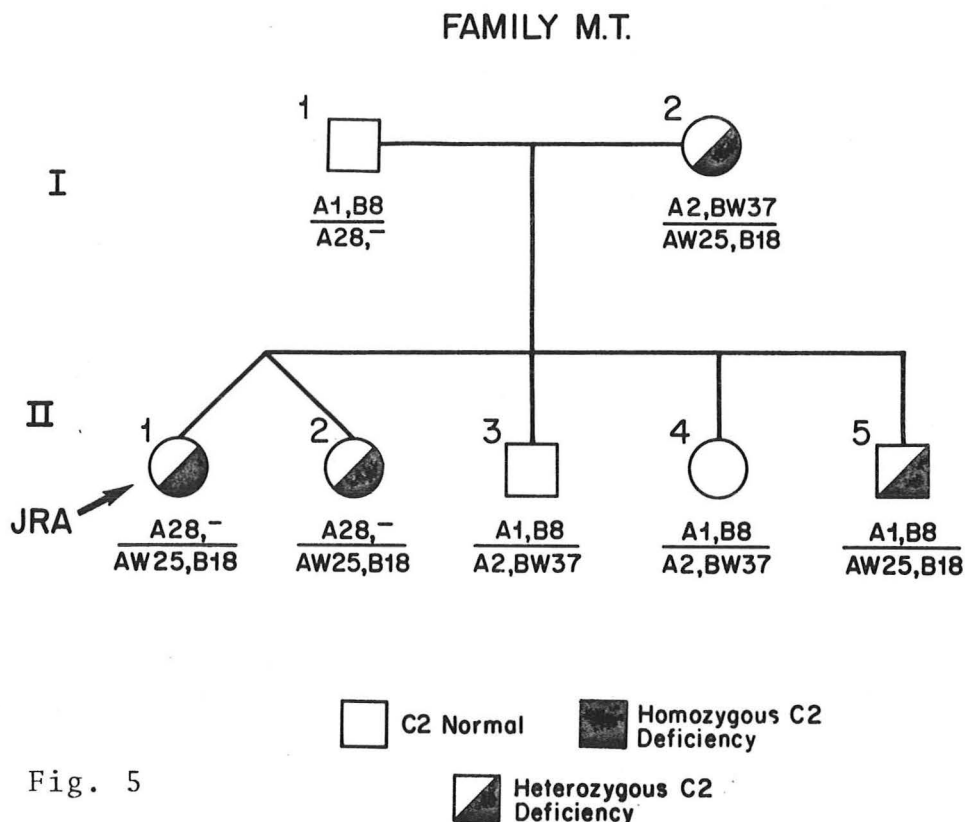 FAMILY M.T.
I
1
2
A1,B8
A28,-
A2,BW37
AW25,B18
II
1
2
3
4
5
JRA
A28,-
AW25,B18
A28,-
AW25,B18
A1,B8
A2,BW37
A1,B8
A2,BW37
A1,B8
AW25,B18
C2 Normal
Homozygous C2
Deficiency
Heterozygous C2
Deficiency
Fig. 5